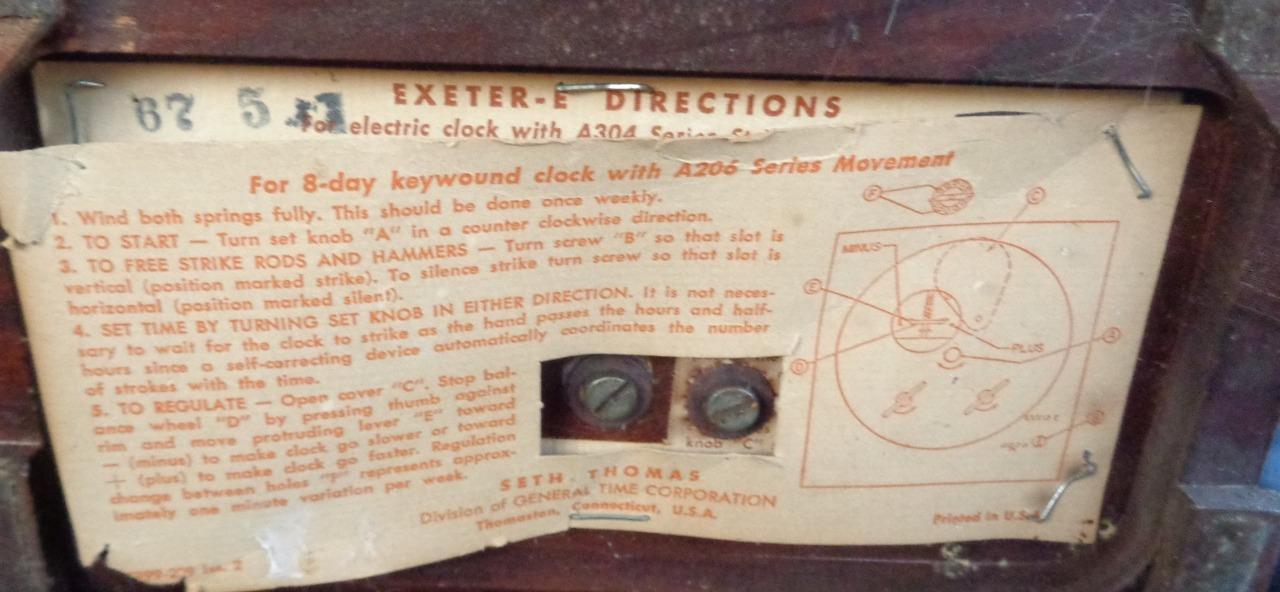 67 5
EXETER-E DIRECTIONS
For electric clock with A304 Series
For 8-day keywound clock with A206 Series Movement
1. Wind both springs fully. This should be done once weekly.
2. TO START — Turn set knob "A" in a counter clockwise direction.
3. TO FREE STRIKE RODS AND HAMMERS — Turn screw "B" so that slot is
vertical (position marked strike). To silence strike turn screw so that slot is
horizontal (position marked silent).
4. SET TIME BY TURNING SET KNOB IN EITHER DIRECTION. It is not neces-
sary to wait for the clock to strike as the hand passes the hours and half-
hours since a self-correcting device automatically coordinates the number
of strokes with the time.
5. TO REGULATE — Open cover "C". Stop bal-
ance wheel "D" by pressing thumb against
rim and move protruding lever "E" toward
— (minus) to make clock go slower or toward
+ (plus) to make clock go faster. Regulation
change between holes "F" represents approx-
imately one minute variation per week.
knob "C"
SETH THOMAS
Division of GENERAL TIME CORPORATION
Thomaston, Connecticut, U.S.A.
F
C
MINUS
E
PLUS
A
D
B
Printed in U.S.